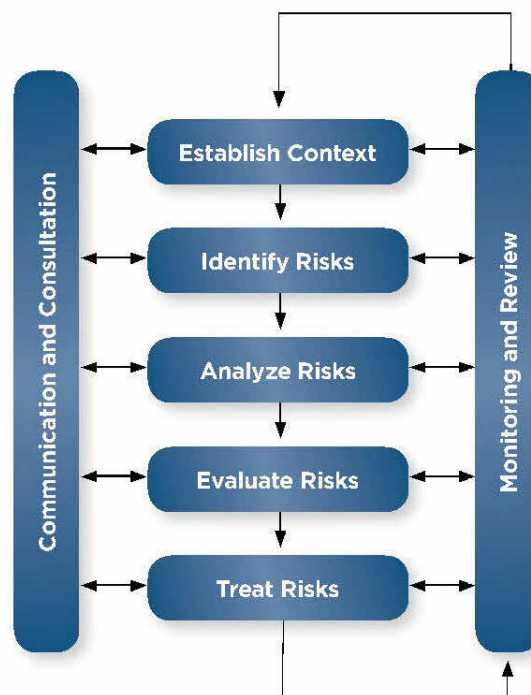 Communication and Consultation
Establish Context
Identify Risks
Analyze Risks
Evaluate Risks
Treat Risks
Monitoring and Review